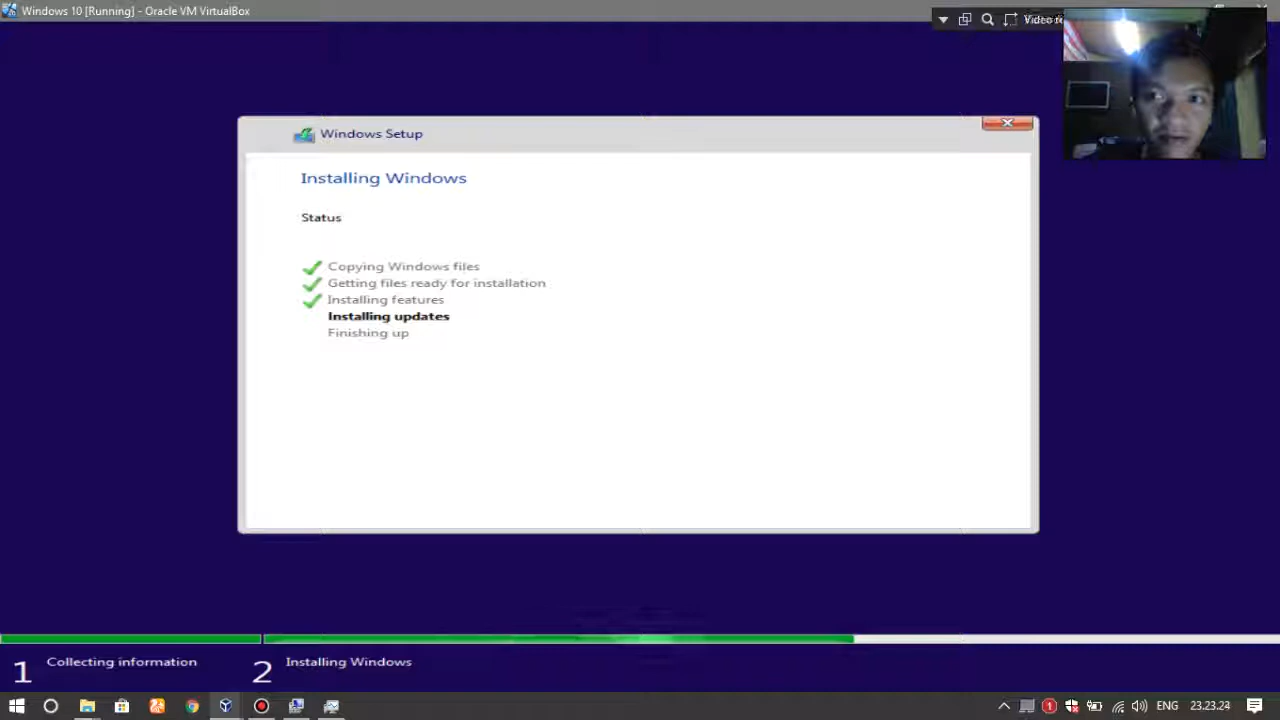 Windows 10 [Running] - Oracle VM VirtualBox
Windows Setup
Installing Windows
Status
Copying Windows files
Getting files ready for installation
Installing features
Installing updates
Finishing up
1 Collecting information
2 Installing Windows
1
ENG
23.23.24